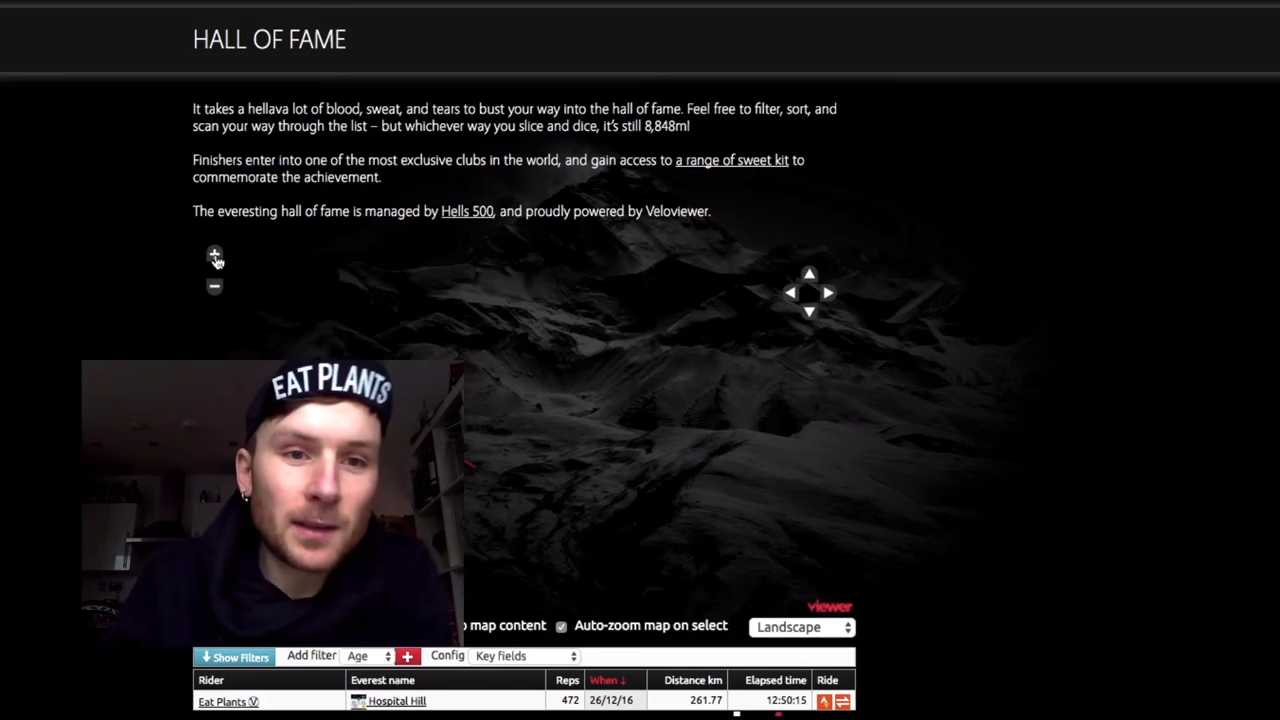 HALL OF FAME
It takes a hellava lot of blood, sweat, and tears to bust your way into the hall of fame. Feel free to filter, sort, and
scan your way through the list – but whichever way you slice and dice, it's still 8,848m!
Finishers enter into one of the most exclusive clubs in the world, and gain access to a range of sweet kit to
commemorate the achievement.
The everesting hall of fame is managed by Hells 500, and proudly powered by Veloviewer.
EAT PLANTS
viewer
map content Auto-zoom map on select Landscape
Show Filters Add filter Age Config Key fields
Rider Everest name Reps When ↓ Distance km Elapsed time Ride
Eat Plants Ⓥ Hospital Hill 472 26/12/16 261.77 12:50:15